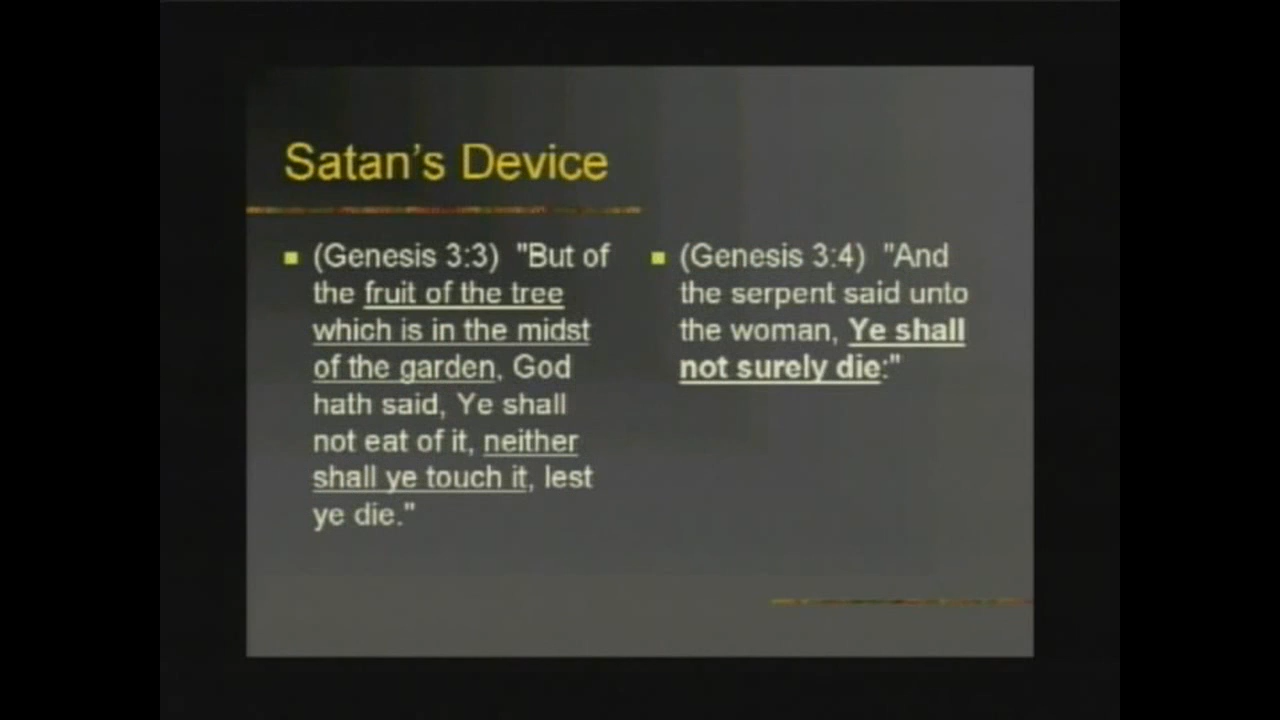 Satan's Device
(Genesis 3:3)  "But of
the fruit of the tree
which is in the midst
of the garden, God
hath said, Ye shall
not eat of it, neither
shall ye touch it, lest
ye die."
(Genesis 3:4)  "And
the serpent said unto
the woman, Ye shall
not surely die:"